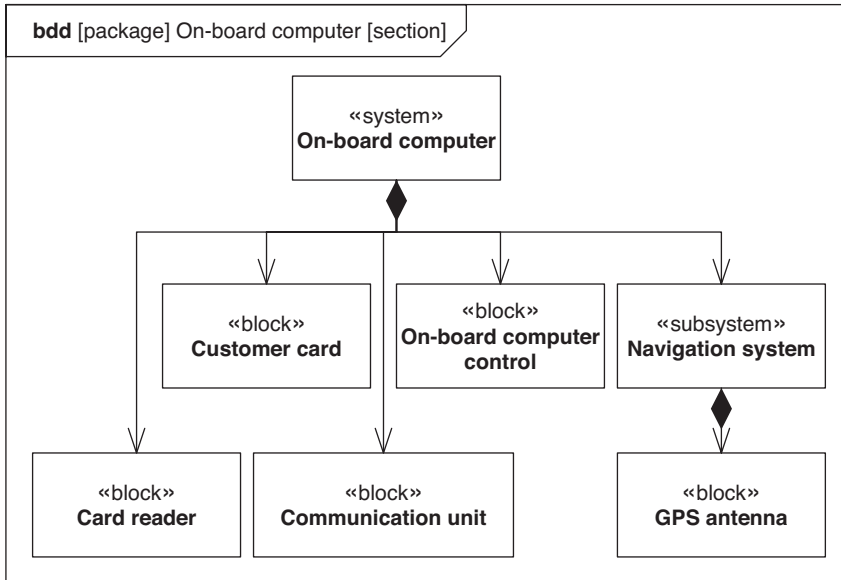 bdd [package] On-board computer [section]
«system»
On-board computer
«block»
Customer card
«block»
On-board computer
control
«subsystem»
Navigation system
«block»
Card reader
«block»
Communication unit
«block»
GPS antenna